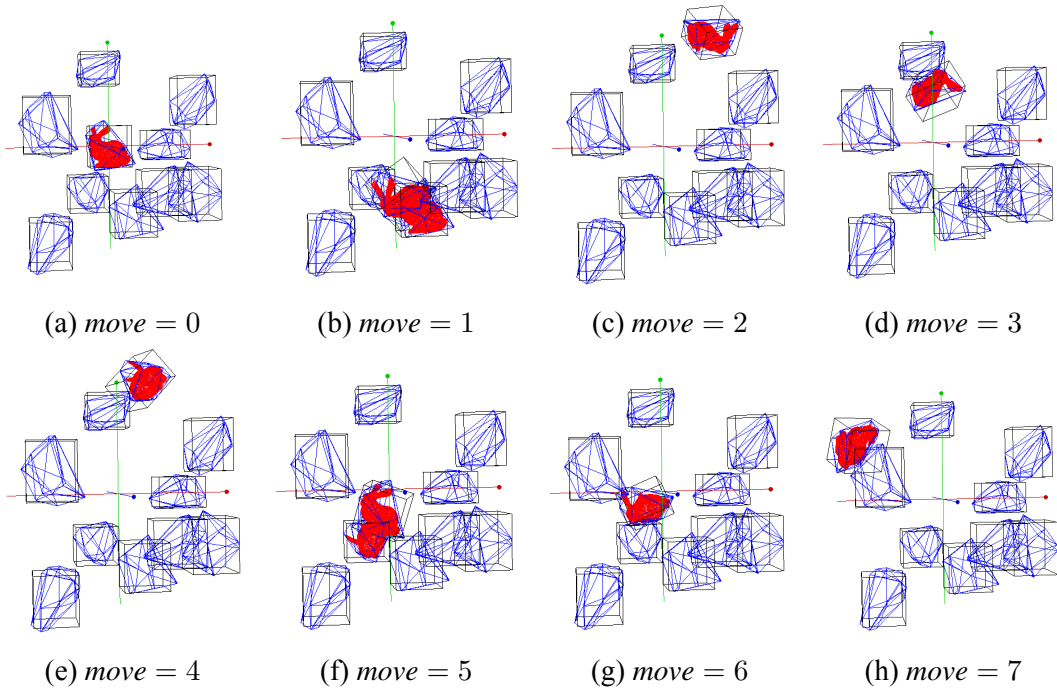 (a) move = 0
(b) move = 1
(c) move = 2
(d) move = 3
(e) move = 4
(f) move = 5
(g) move = 6
(h) move = 7